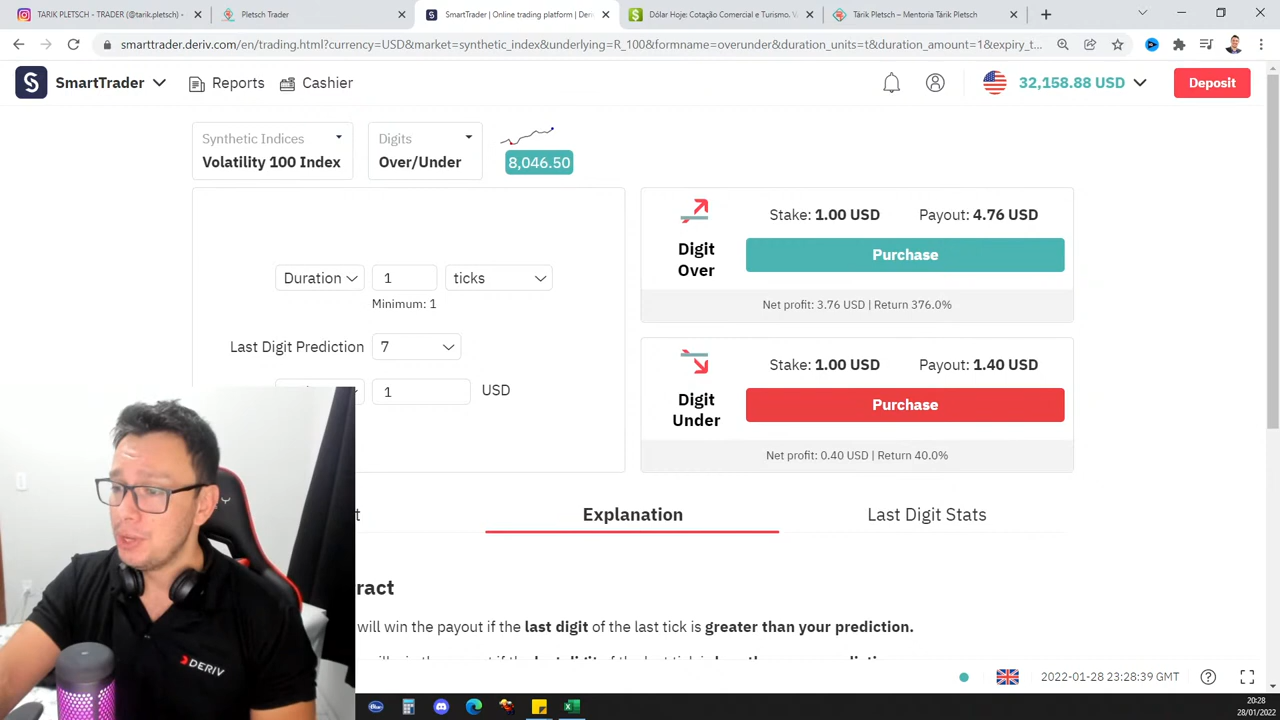 TARIK PLETSCH - TRADER (@tarik.pletsch) •
Pletsch Trader
SmartTrader | Online trading platform | Deri
Dólar Hoje: Cotação Comercial e Turismo. V
Tárik Pletsch – Mentoria Tárik Pletsch
smarttrader.deriv.com/en/trading.html?currency=USD&market=synthetic_index&underlying=R_100&formname=overunder&duration_units=t&duration_amount=1&expiry_t...
SmartTrader
Reports
Cashier
32,158.88 USD
Deposit
Synthetic Indices
Volatility 100 Index
Digits
Over/Under
8,046.50
Duration
1
ticks
Minimum: 1
Last Digit Prediction
7
1
USD
Digit
Over
Stake: 1.00 USD
Payout: 4.76 USD
Purchase
Net profit: 3.76 USD | Return 376.0%
Digit
Under
Stake: 1.00 USD
Payout: 1.40 USD
Purchase
Net profit: 0.40 USD | Return 40.0%
Explanation
Last Digit Stats
ract
will win the payout if the last digit of the last tick is greater than your prediction.
DERIV
2022-01-28 23:28:39 GMT
20:28
28/01/2022